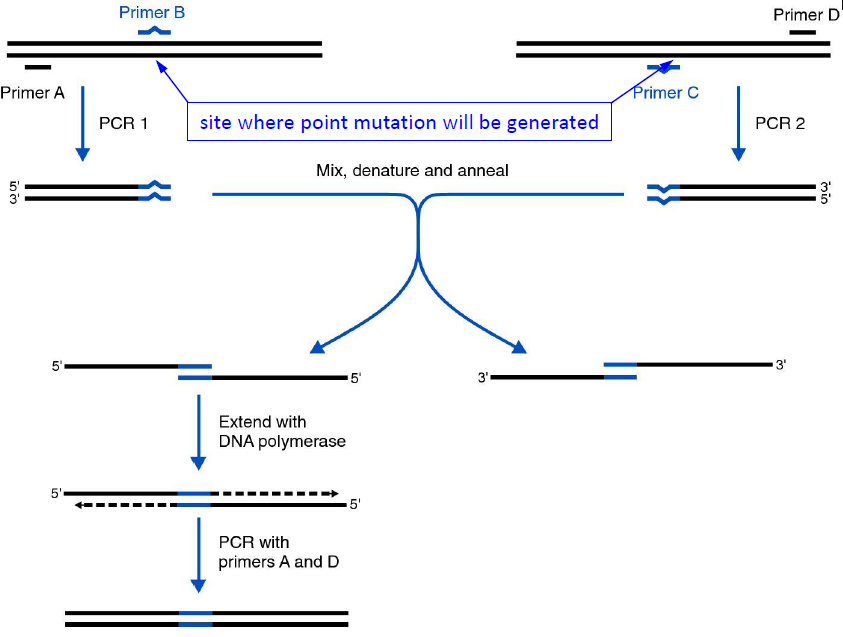 Primer B
Primer D
Primer A
Primer C
site where point mutation will be generated
PCR 1
PCR 2
Mix, denature and anneal
5'
3'
3'
5'
5'
5'
3'
3'
Extend with
DNA polymerase
5'
5'
PCR with
primers A and D